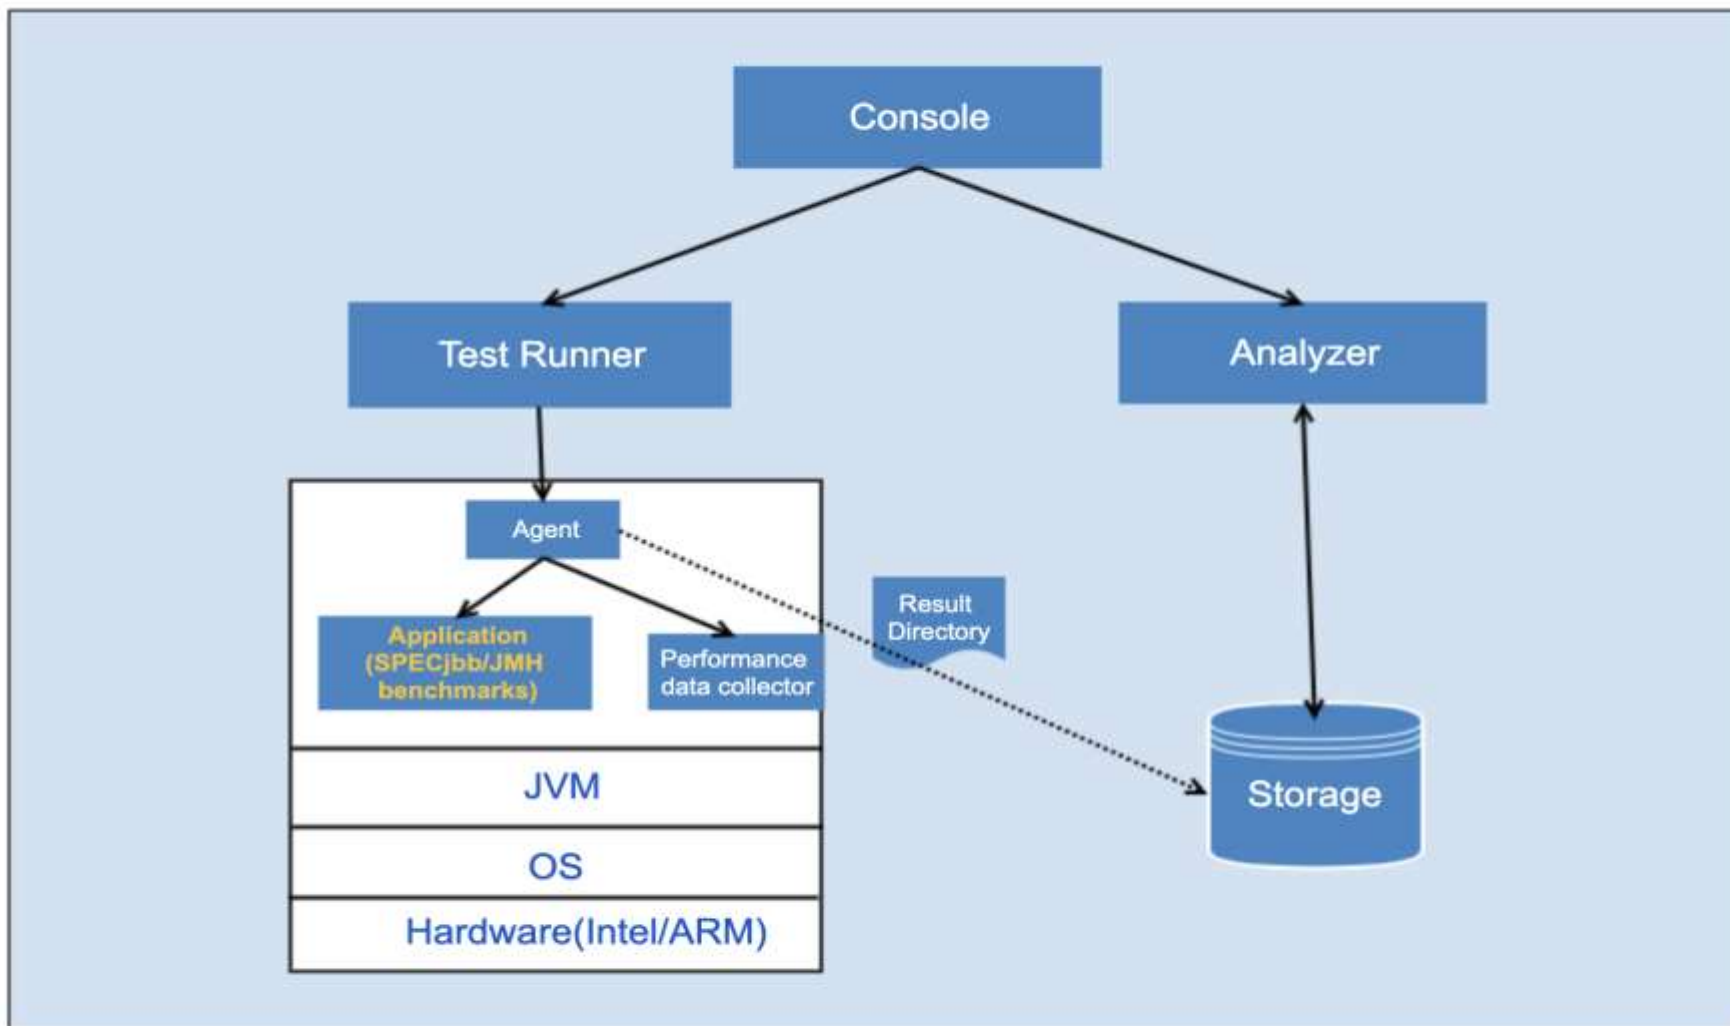 Console
Test Runner
Analyzer
Agent
Application
(SPECjbb/JMH
benchmarks)
Performance
data collector
Result
Directory
Storage
JVM
OS
Hardware(Intel/ARM)